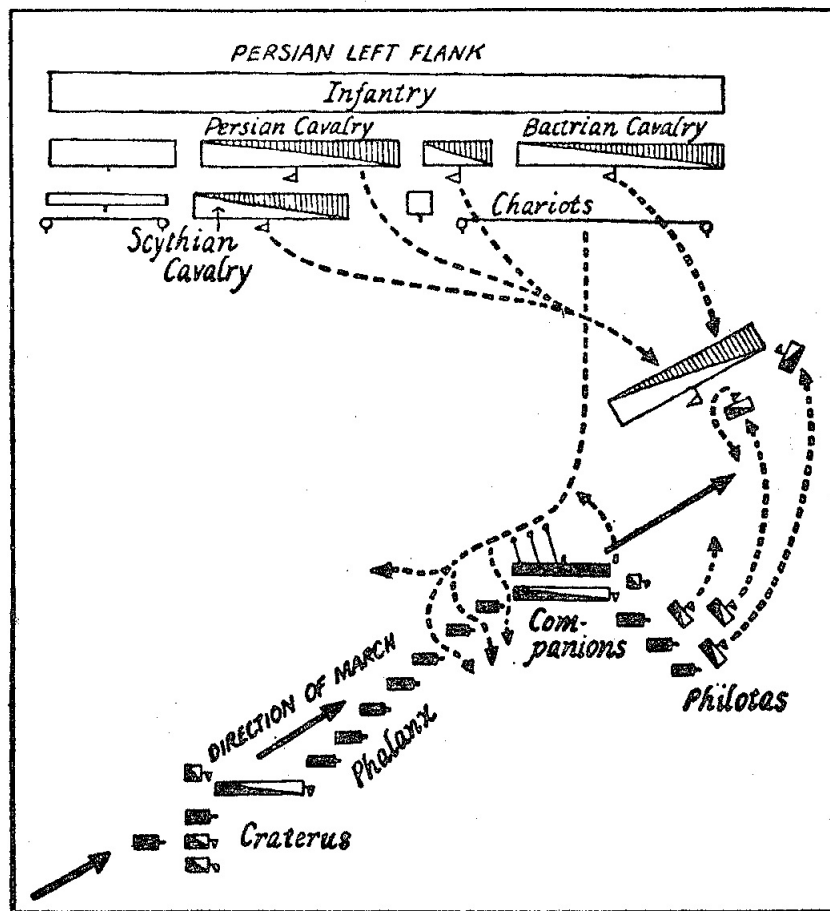 PERSIAN LEFT FLANK
Infantry
Persian Cavalry
Bactrian Cavalry
Chariots
Scythian
Cavalry
Com-
panions
Philotas
DIRECTION OF MARCH
Phalanx
Craterus